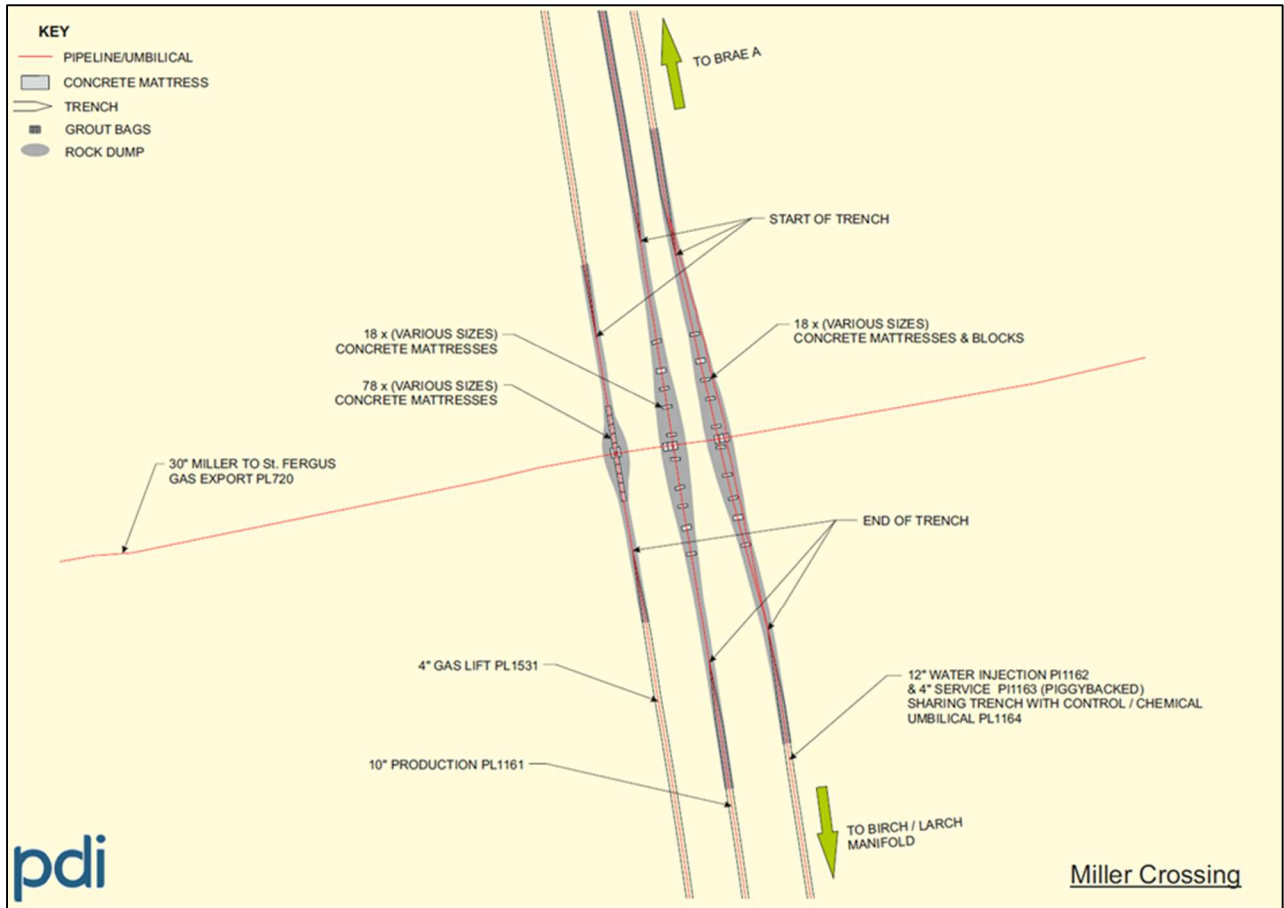 KEY
PIPELINE/UMBILICAL
CONCRETE MATTRESS
TRENCH
GROUT BAGS
ROCK DUMP
TO BRAE A
START OF TRENCH
18 x (VARIOUS SIZES)
CONCRETE MATTRESSES
18 x (VARIOUS SIZES)
CONCRETE MATTRESSES & BLOCKS
78 x (VARIOUS SIZES)
CONCRETE MATTRESSES
30" MILLER TO St. FERGUS
GAS EXPORT PL720
END OF TRENCH
4" GAS LIFT PL1531
12" WATER INJECTION PI1162
& 4" SERVICE  PI1163 (PIGGYBACKED)
SHARING TRENCH WITH CONTROL / CHEMICAL
UMBILICAL PL1164
10" PRODUCTION PL1161
TO BIRCH / LARCH
MANIFOLD
pdi
Miller Crossing